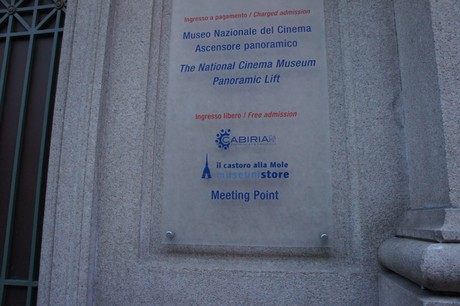 Ingresso a pagamento / Charged admission
Museo Nazionale del Cinema
Ascensore panoramico
The National Cinema Museum
Panoramic Lift
Ingresso libero / Free admission
CABIRIA
il castoro alla Mole
museumstore
Meeting Point